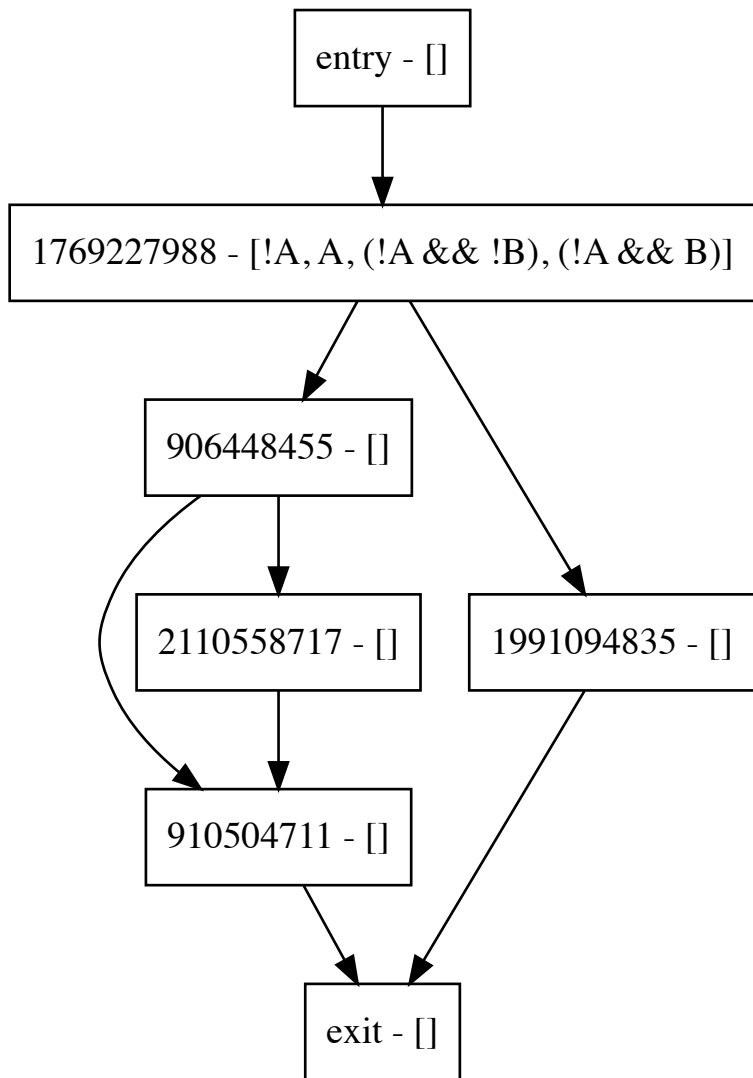 entry - []
1769227988 - [!A, A, (!A && !B), (!A && B)]
906448455 - []
2110558717 - []
1991094835 - []
910504711 - []
exit - []